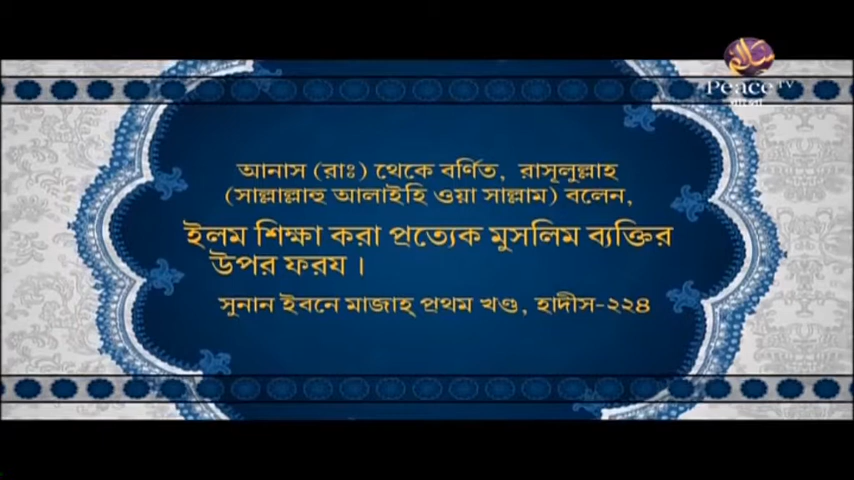 سلام
Peace TV
বাংলা
আনাস (রাঃ) থেকে বর্ণিত, রাসূলুল্লাহ
(সাল্লাল্লাহু আলাইহি ওয়া সাল্লাম) বলেন,
ইলম শিক্ষা করা প্রত্যেক মুসলিম ব্যক্তির
উপর ফরয ।
সুনান ইবনে মাজাহ্ প্রথম খণ্ড, হাদীস-২২৪